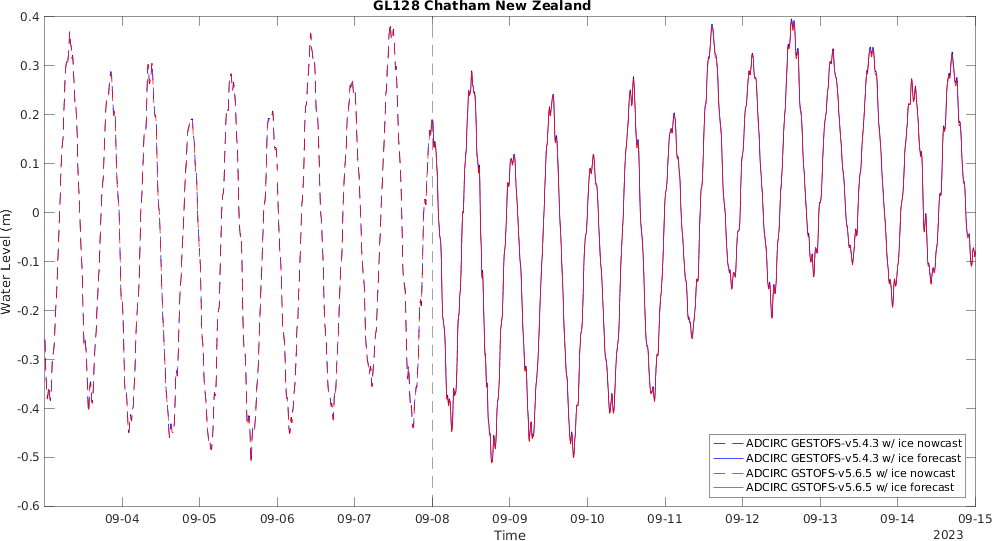 GL128 Chatham New Zealand
Water Level (m)
0.4
0.3
0.2
0.1
0
-0.1
-0.2
-0.3
-0.4
-0.5
-0.6
ADCIRC GESTOFS-v5.4.3 w/ ice nowcast
ADCIRC GESTOFS-v5.4.3 w/ ice forecast
ADCIRC GSTOFS-v5.6.5 w/ ice nowcast
ADCIRC GSTOFS-v5.6.5 w/ ice forecast
09-04 09-05 09-06 09-07 09-08 09-09 09-10 09-11 09-12 09-13 09-14 09-15
Time
2023